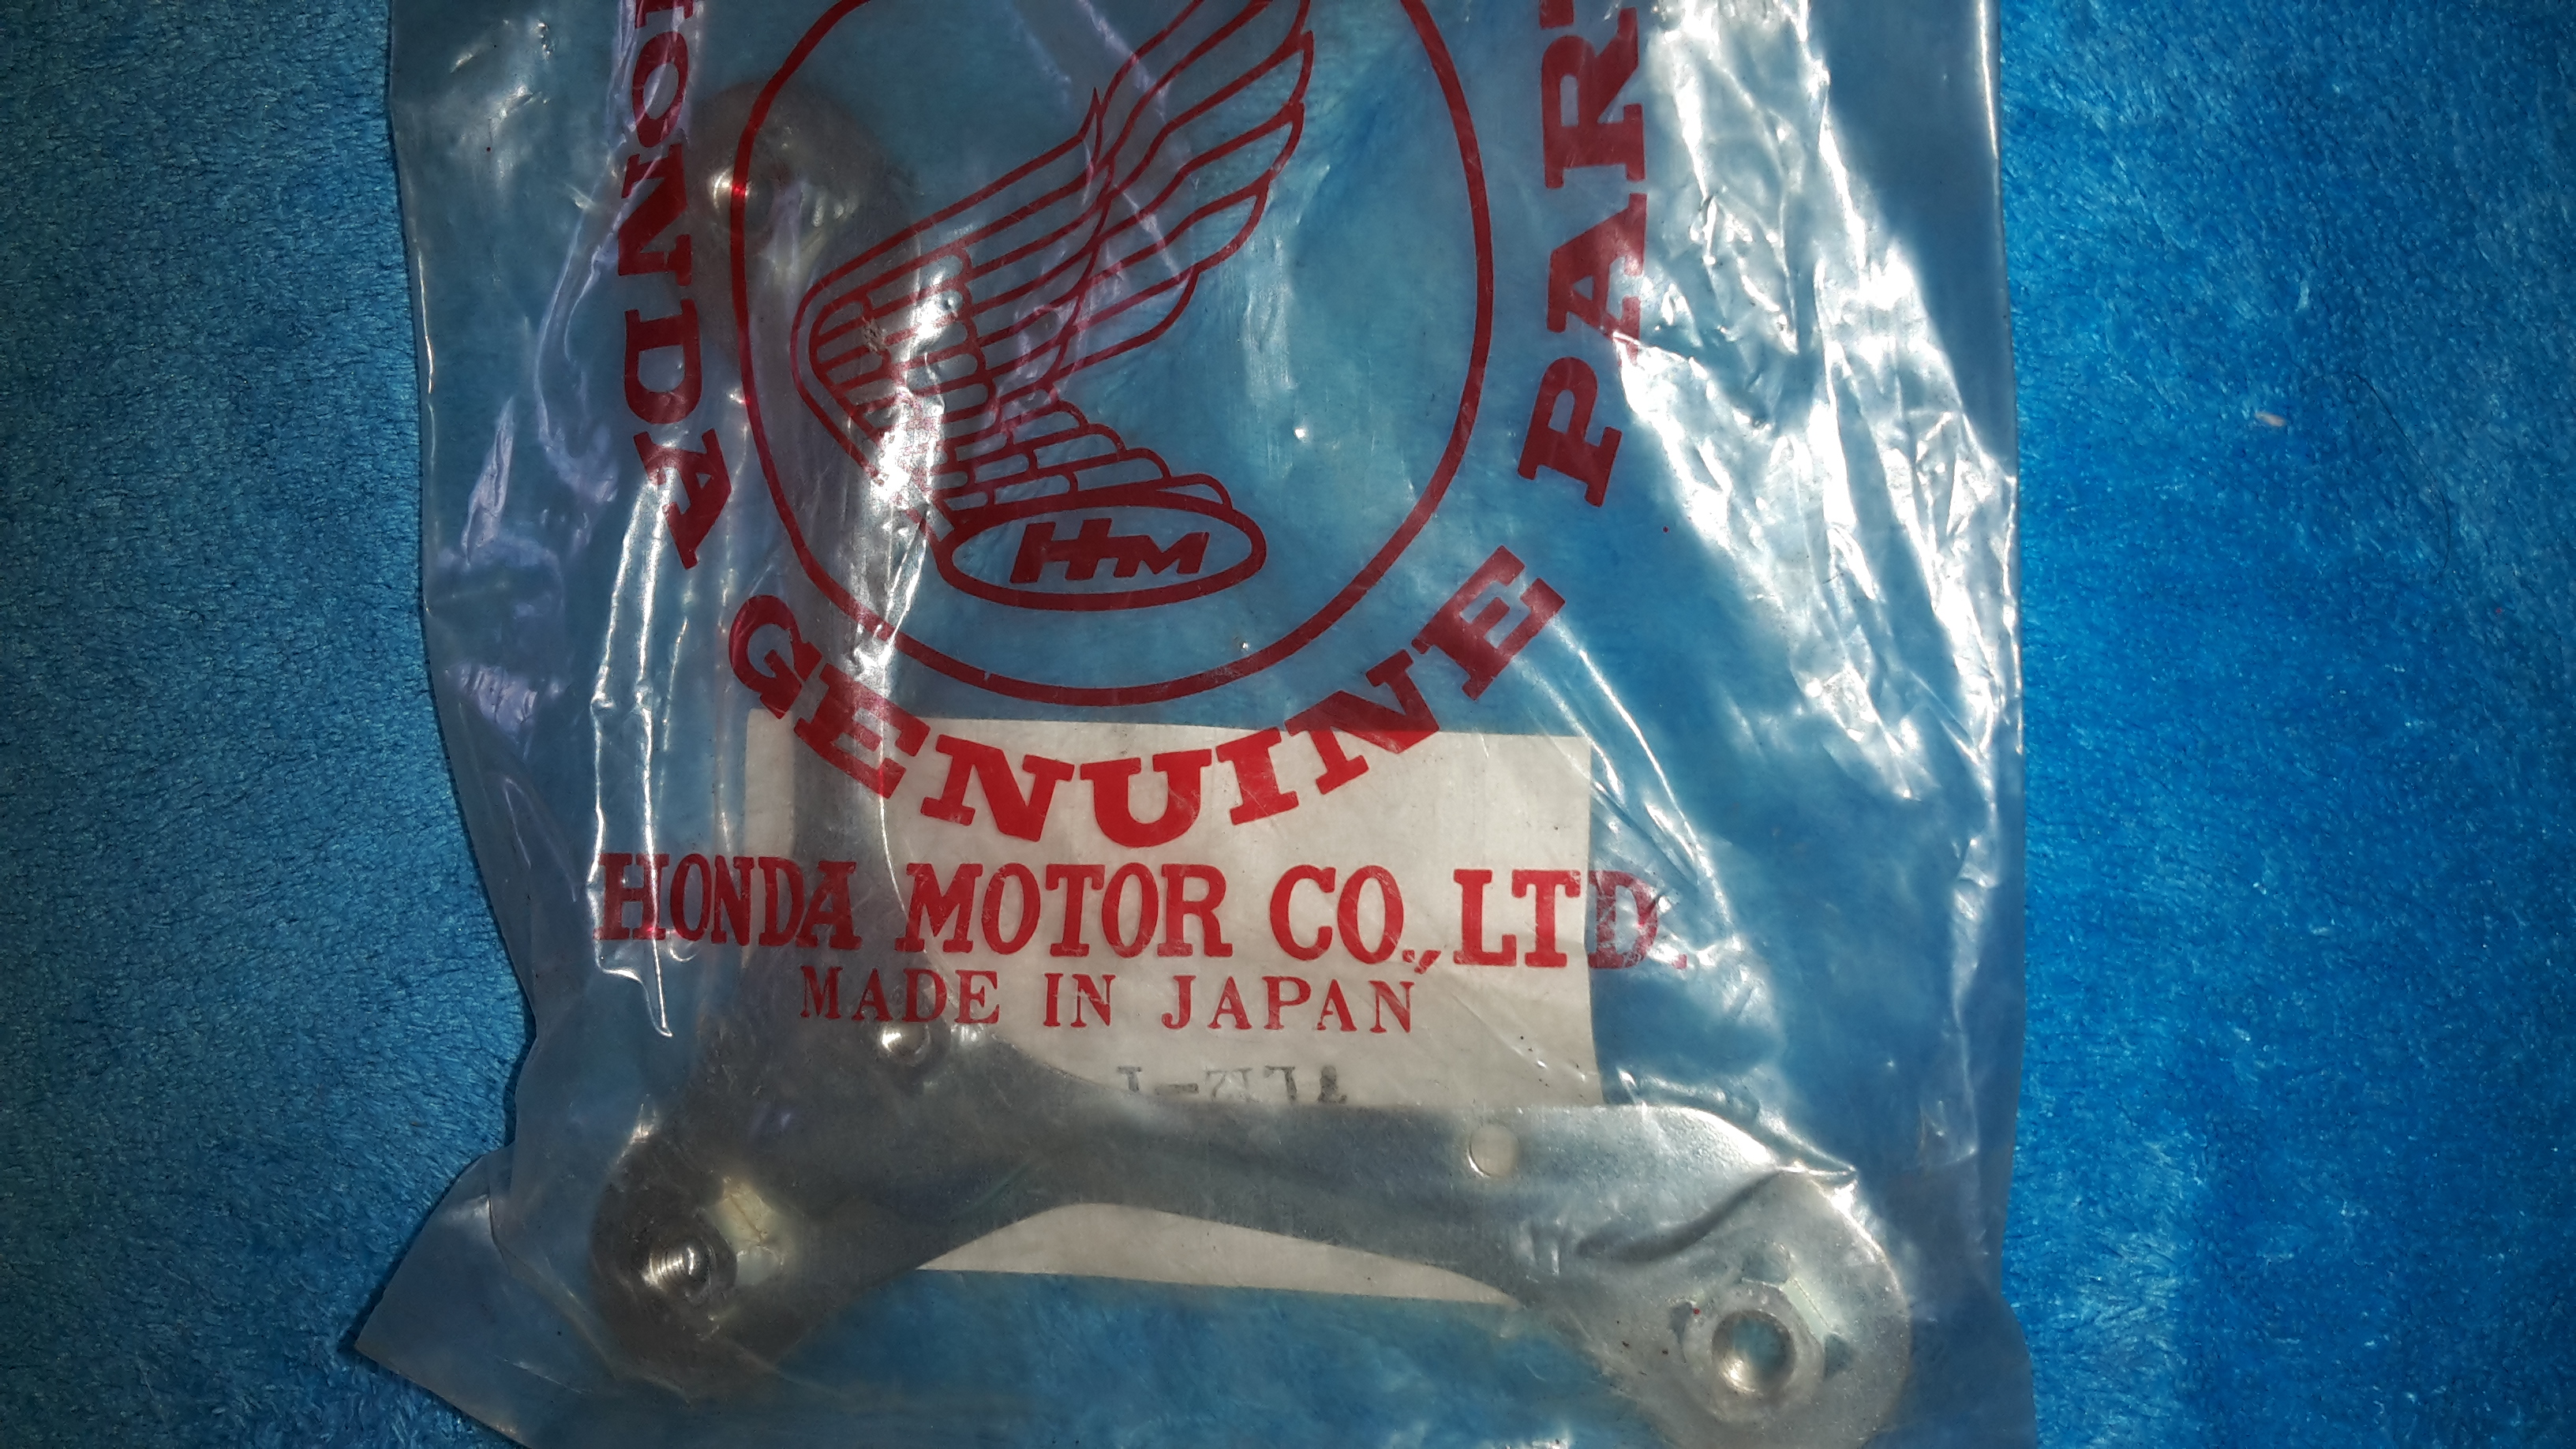 HONDA
GENUINE
PAR
HM
HONDA MOTOR CO., LTD.
MADE IN JAPAN